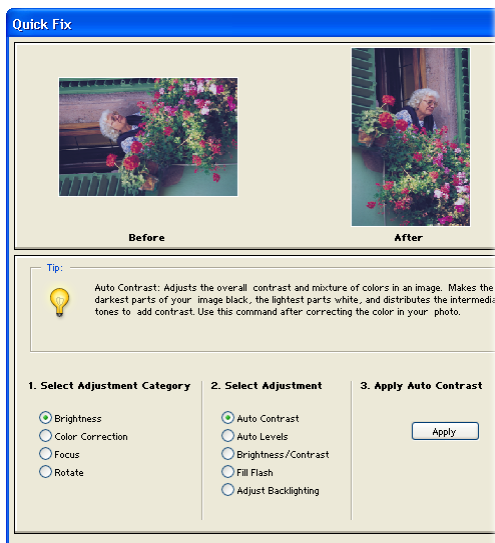 Quick Fix
Before
After
Tip:
Auto Contrast: Adjusts the overall contrast and mixture of colors in an image. Makes the
darkest parts of your image black, the lightest parts white, and distributes the
tones to add contrast. Use this command after correcting the color in your photo.
1. Select Adjustment Category
2. Select Adjustment
3. Apply Auto Contrast
Brightness
Color Correction
Focus
Rotate
Auto Contrast
Auto Levels
Brightness/Contrast
Fill Flash
Adjust Backlighting
Apply